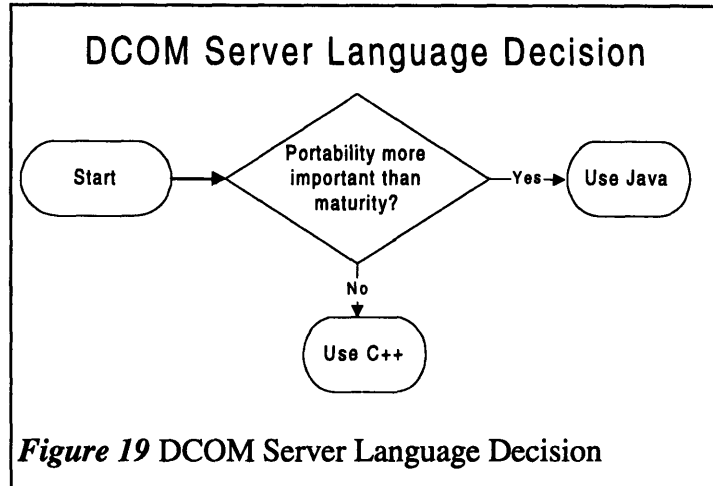 DCOM Server Language Decision
Start
Portability more
important than
maturity?
Yes
Use Java
No
Use C++
Figure 19 DCOM Server Language Decision